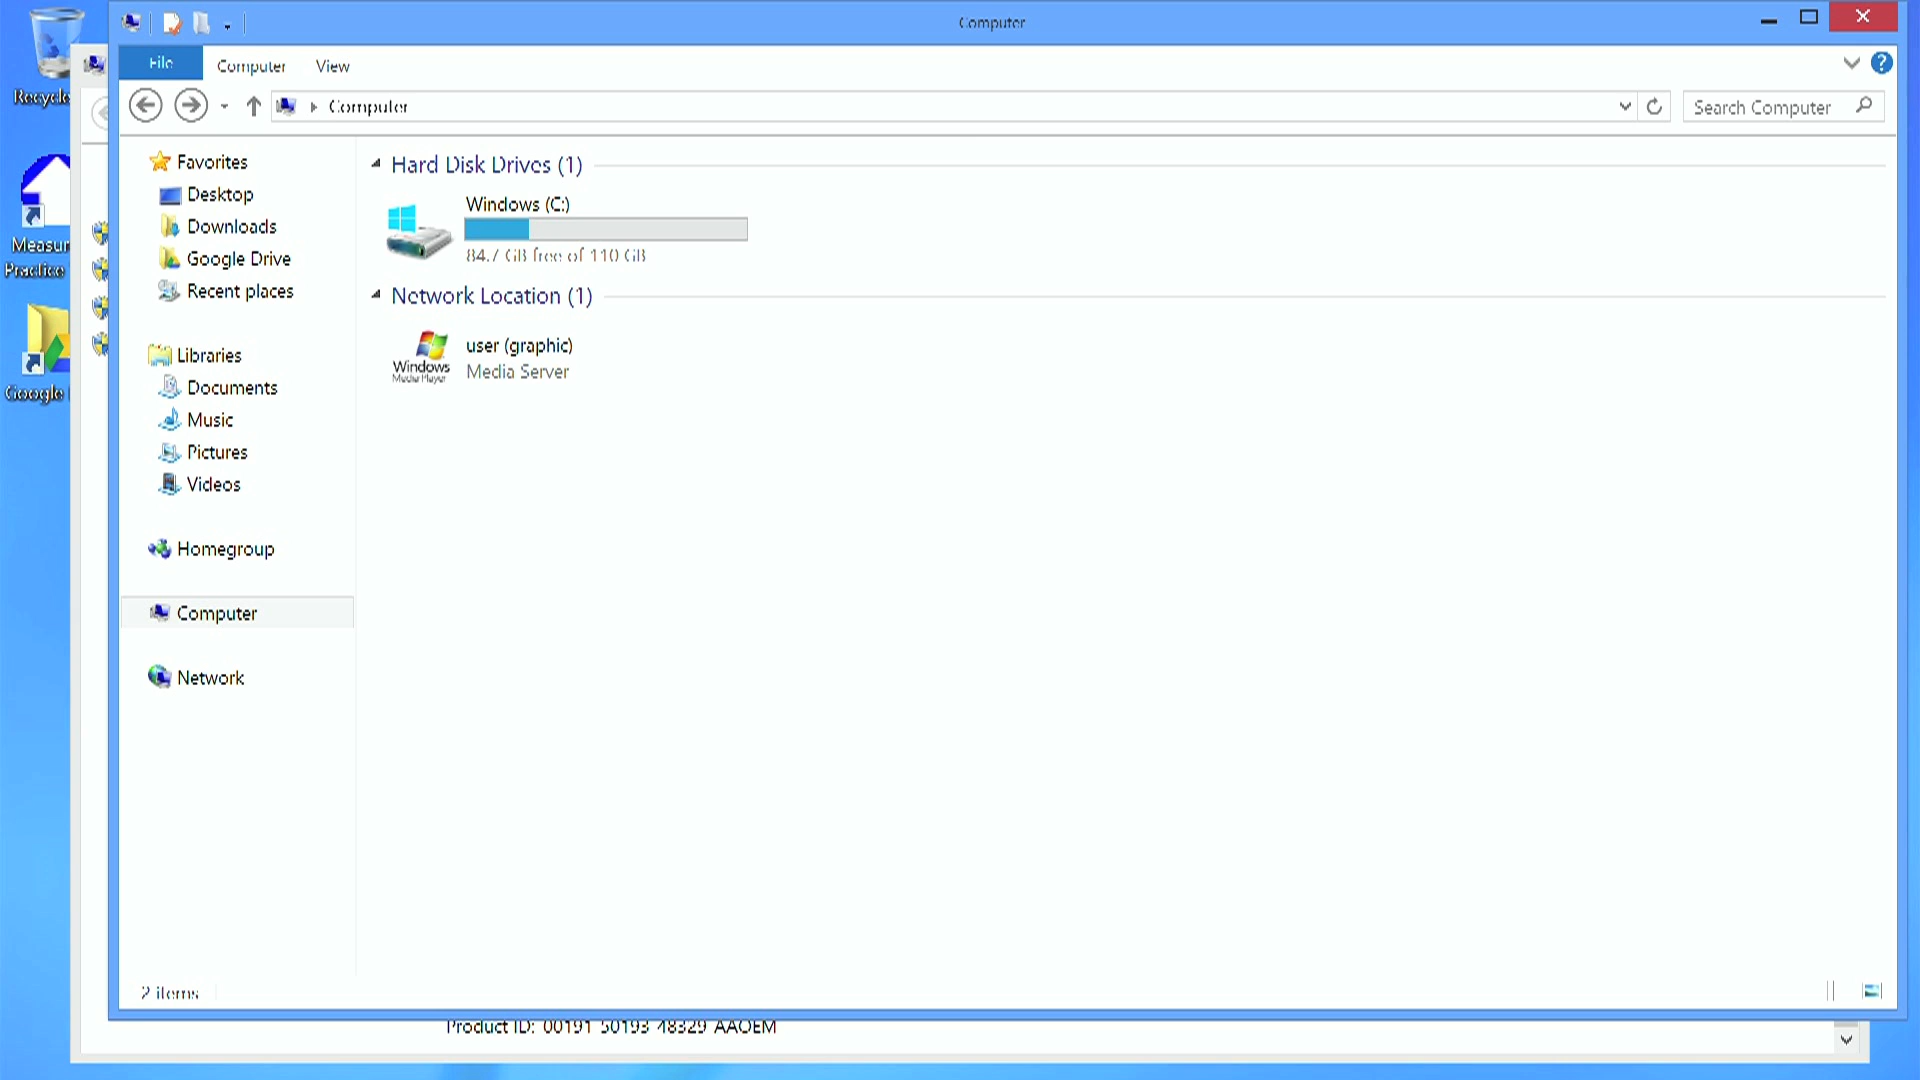 Computer
File
Computer
View
Computer
Search Computer
Recycle
Measur
Practice
Google
Favorites
Desktop
Downloads
Google Drive
Recent places
Libraries
Documents
Music
Pictures
Videos
Homegroup
Computer
Network
Hard Disk Drives (1)
Windows (C:)
84.7 GB free of 110 GB
Network Location (1)
Windows
Media Player
user (graphic)
Media Server
2 items
Product ID: 00191-50193-48329-AAOEM